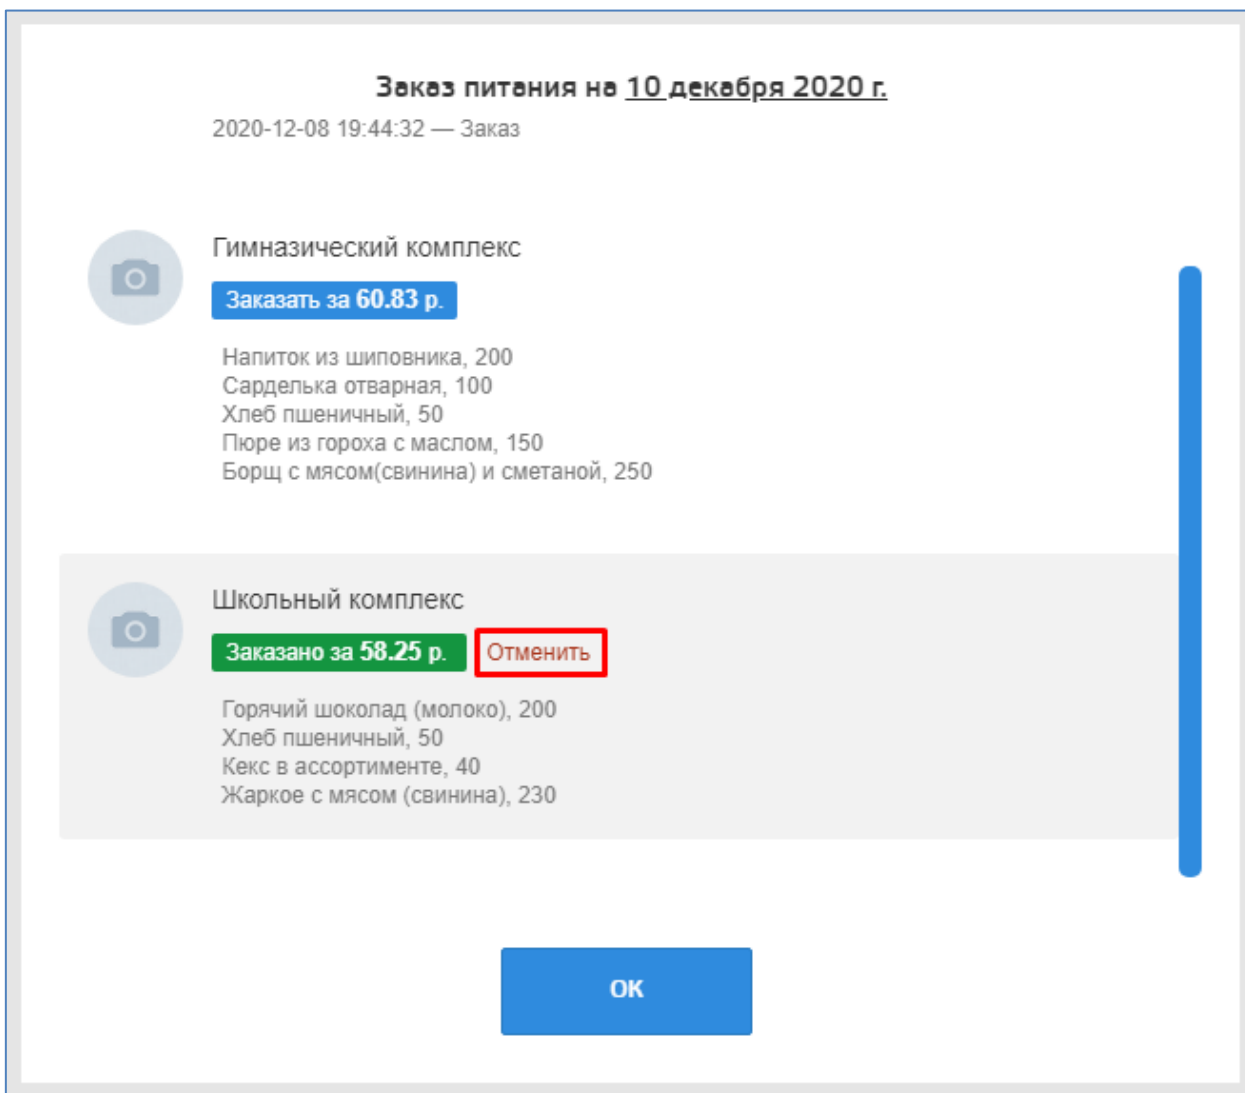 Заказ питания на 10 декабря 2020 г.
2020-12-08 19:44:32 — Заказ
Гимназический комплекс
Заказать за 60.83 р.
Напиток из шиповника, 200
Сарделька отварная, 100
Хлеб пшеничный, 50
Пюре из гороха с маслом, 150
Борщ с мясом(свинина) и сметаной, 250
Школьный комплекс
Заказано за 58.25 р. Отменить
Горячий шоколад (молоко), 200
Хлеб пшеничный, 50
Кекс в ассортименте, 40
Жаркое с мясом (свинина), 230
ОК